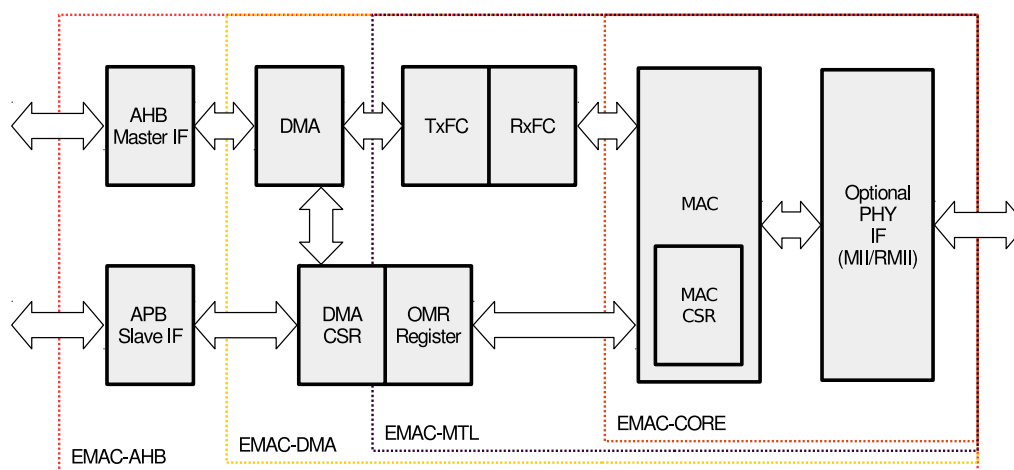 AHB
Master IF
DMA
TxFC
RxFC
MAC
Optional
PHY
IF
(MII/RMII)
APB
Slave IF
DMA
CSR
OMR
Register
MAC
CSR
EMAC-AHB
EMAC-DMA
EMAC-MTL
EMAC-CORE